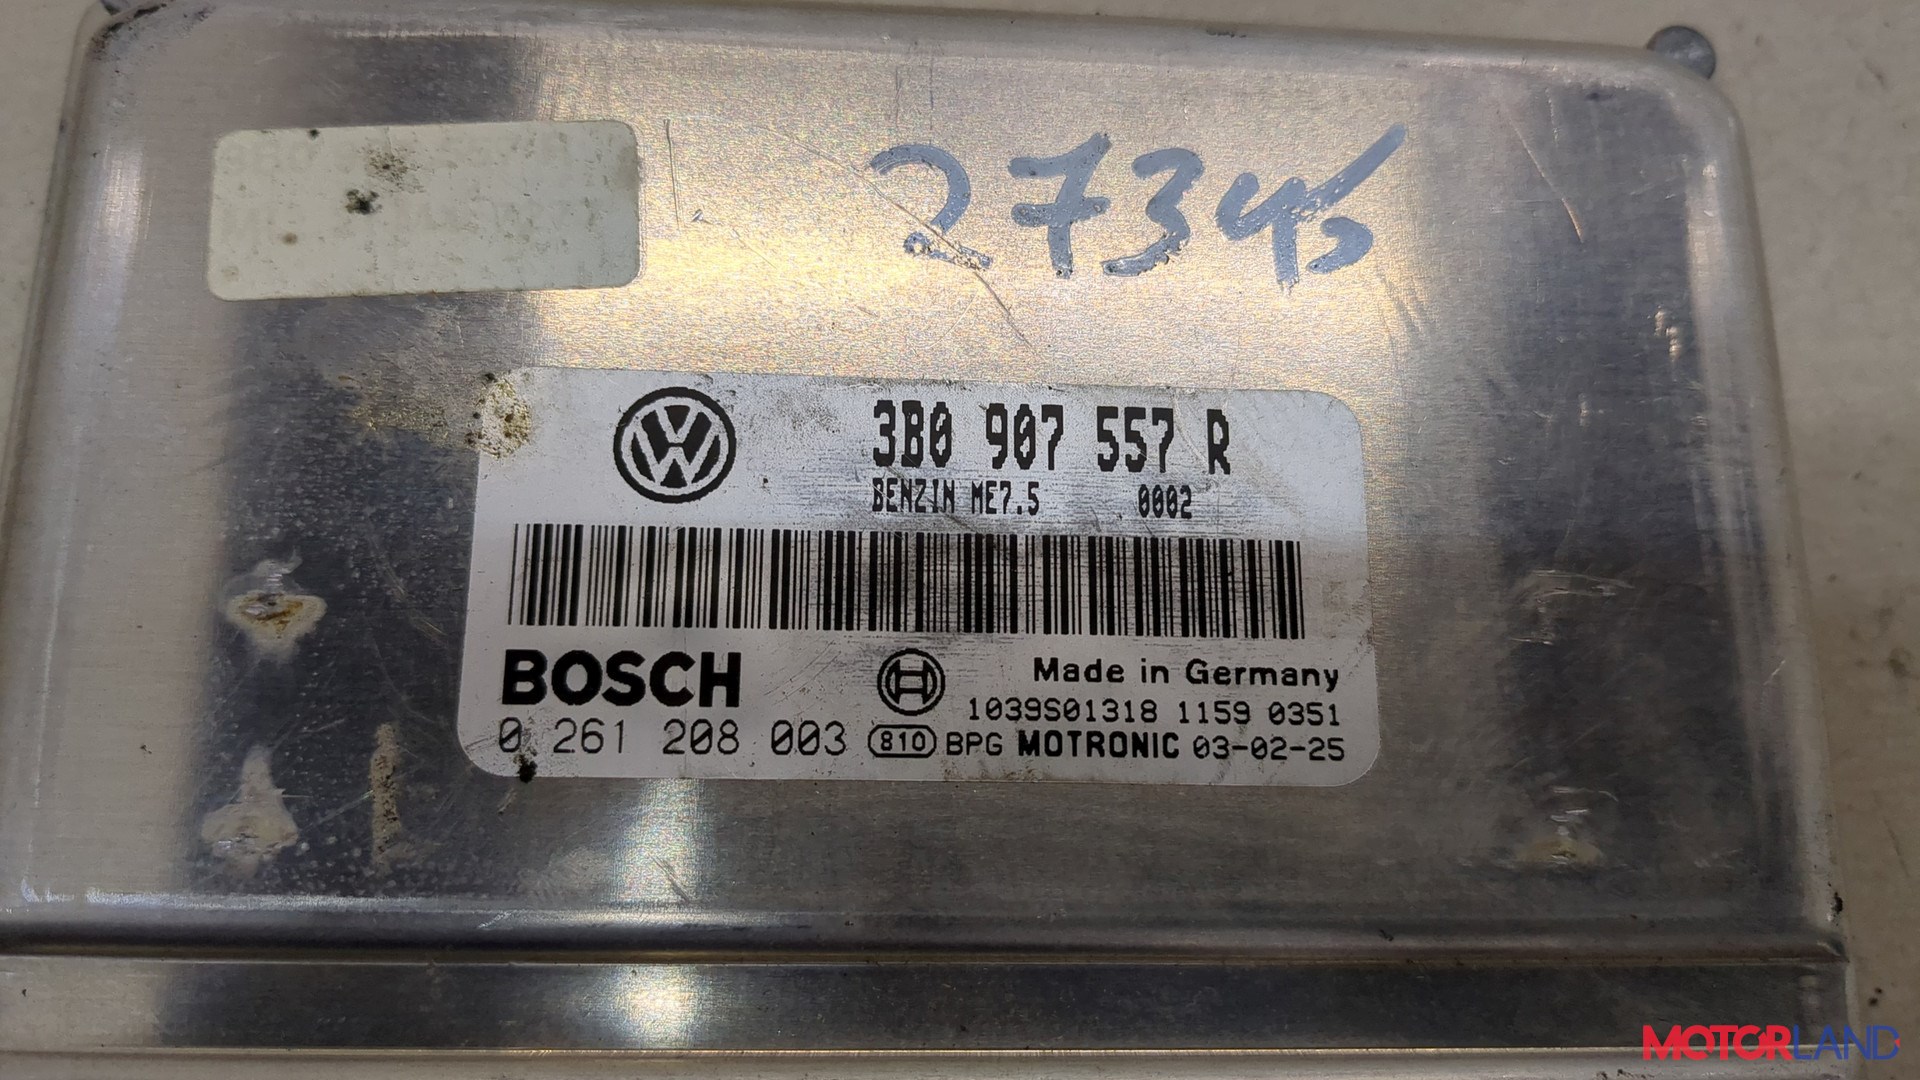 27345
3B0 907 557 R
BENZIN ME7.5 0002
BOSCH
Made in Germany
1039S01318 1159 0351
0 261 208 003 810 BPG MOTRONIC 03-02-25
MOTORLAND